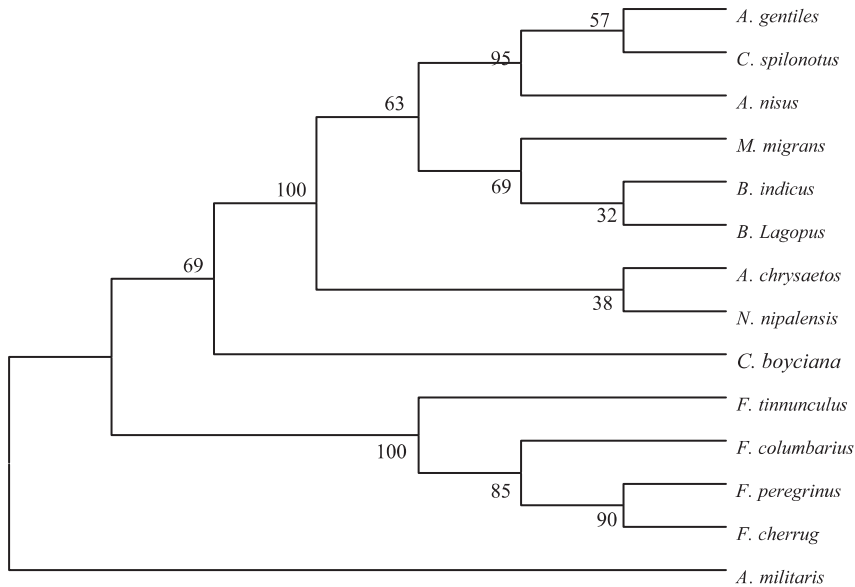 57
A. gentiles
95
C. spilonotus
63
A. nisus
M. migrans
100
69
B. indicus
32
B. Lagopus
69
A. chrysaetos
38
N. nipalensis
C. boyciana
F. tinnunculus
100
F. columbarius
85
F. peregrinus
90
F. cherrug
A. militaris